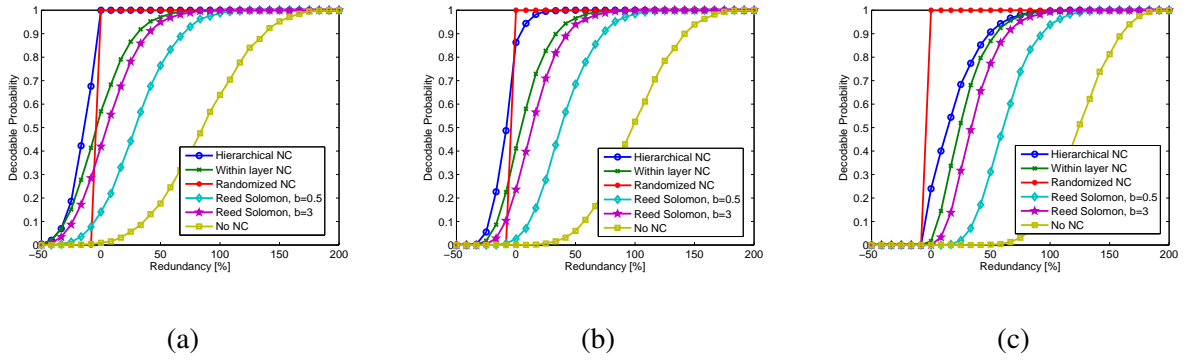 1
0.9
0.8
0.7
0.6
0.5
0.4
0.3
0.2
0.1
0
Decodable Probability
Hierarchical NC
Within layer NC
Randomized NC
Reed Solomon, b=0.5
Reed Solomon, b=3
No NC
−50 0 50 100 150 200
Redundancy [%]
(a)
1
0.9
0.8
0.7
0.6
0.5
0.4
0.3
0.2
0.1
0
Decodable Probability
Hierarchical NC
Within layer NC
Randomized NC
Reed Solomon, b=0.5
Reed Solomon, b=3
No NC
−50 0 50 100 150 200
Redundancy [%]
(b)
1
0.9
0.8
0.7
0.6
0.5
0.4
0.3
0.2
0.1
0
Decodable Probability
Hierarchical NC
Within layer NC
Randomized NC
Reed Solomon, b=0.5
Reed Solomon, b=3
No NC
−50 0 50 100 150 200
Redundancy [%]
(c)